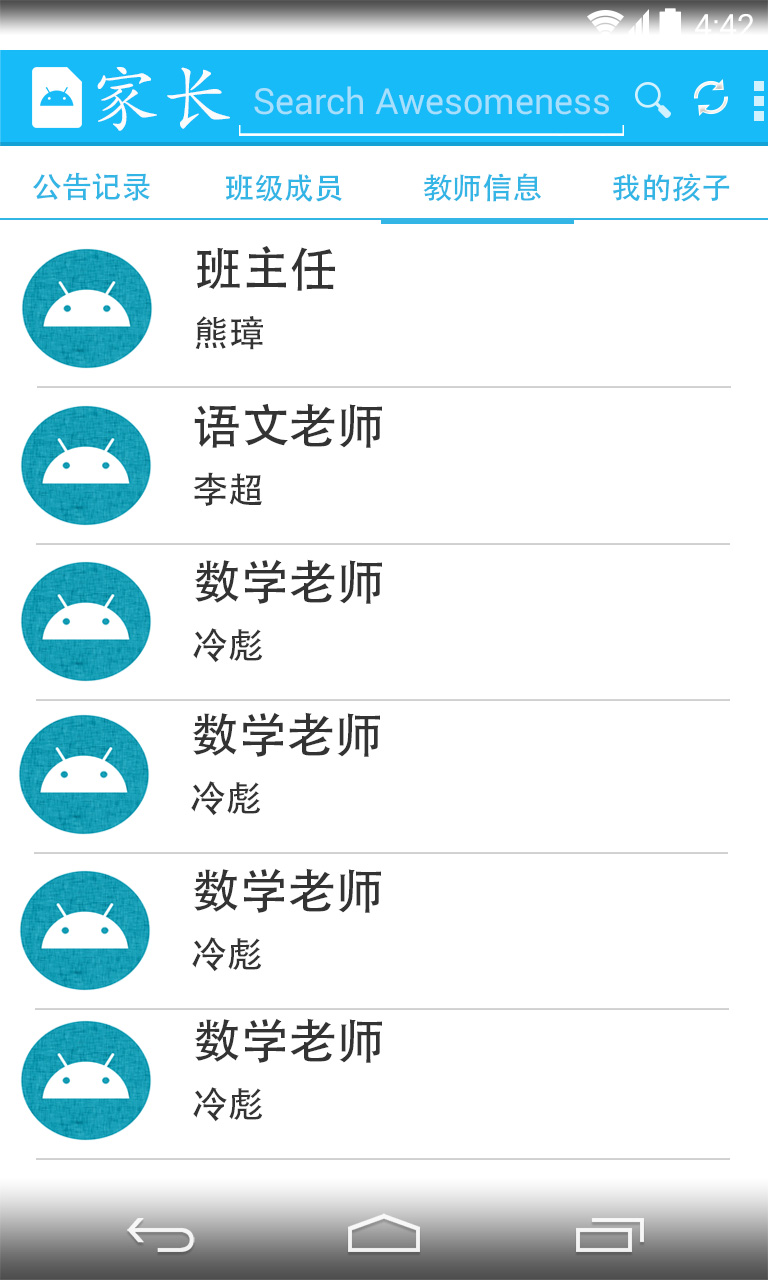 4:42
家长 Search Awesomeness
公告记录 班级成员 教师信息 我的孩子
班主任
熊璋
语文老师
李超
数学老师
冷彪
数学老师
冷彪
数学老师
冷彪
数学老师
冷彪